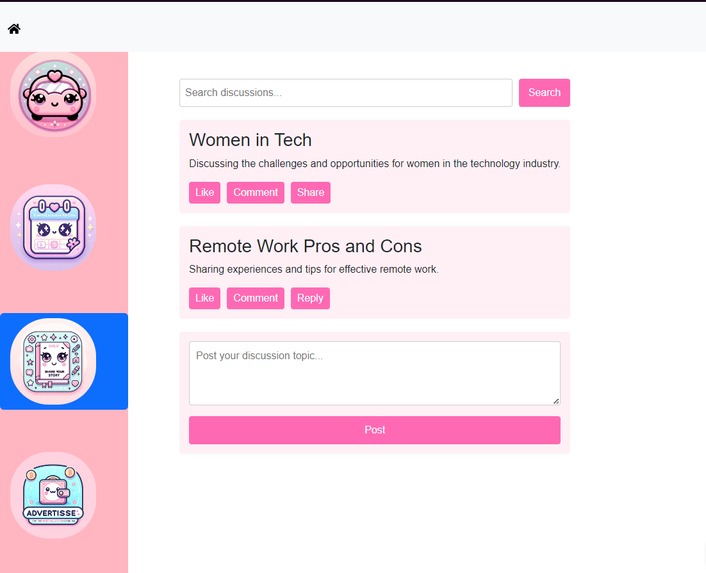 Search discussions...
Search
Women in Tech
Discussing the challenges and opportunities for women in the technology industry.
Like
Comment
Share
Remote Work Pros and Cons
Sharing experiences and tips for effective remote work.
Like
Comment
Reply
SHARE YOUR
STORY
Post your discussion topic...
Post
ADVERTISSE